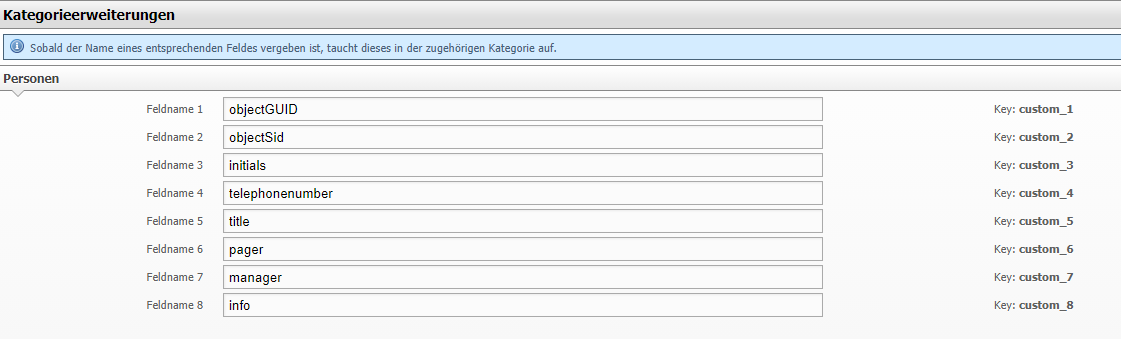 Kategorieerweiterungen
Sobald der Name eines entsprechenden Feldes vergeben ist, taucht dieses in der zugehörigen Kategorie auf.
Personen
Feldname 1 objectGUID Key: custom_1
Feldname 2 objectSid Key: custom_2
Feldname 3 initials Key: custom_3
Feldname 4 telephonenumber Key: custom_4
Feldname 5 title Key: custom_5
Feldname 6 pager Key: custom_6
Feldname 7 manager Key: custom_7
Feldname 8 info Key: custom_8